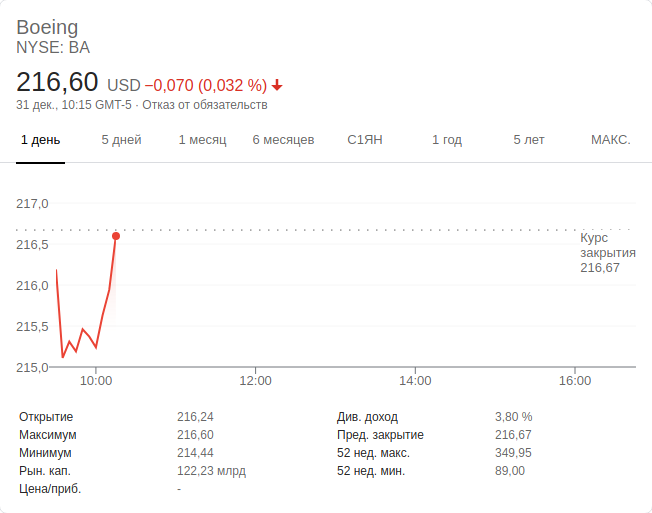 Boeing
NYSE: BA
216,60 USD −0,070 (0,032 %)
31 дек., 10:15 GMT-5 · Отказ от обязательств
1 день 5 дней 1 месяц 6 месяцев С1ЯН 1 год 5 лет МАКС.
217,0
216,5
216,0
215,5
215,0
Курс
закрытия
216,67
10:00 12:00 14:00 16:00
Открытие 216,24 Див. доход 3,80 %
Максимум 216,60 Пред. закрытие 216,67
Минимум 214,44 52 нед. макс. 349,95
Рын. кап. 122,23 млрд 52 нед. мин. 89,00
Цена/приб. -